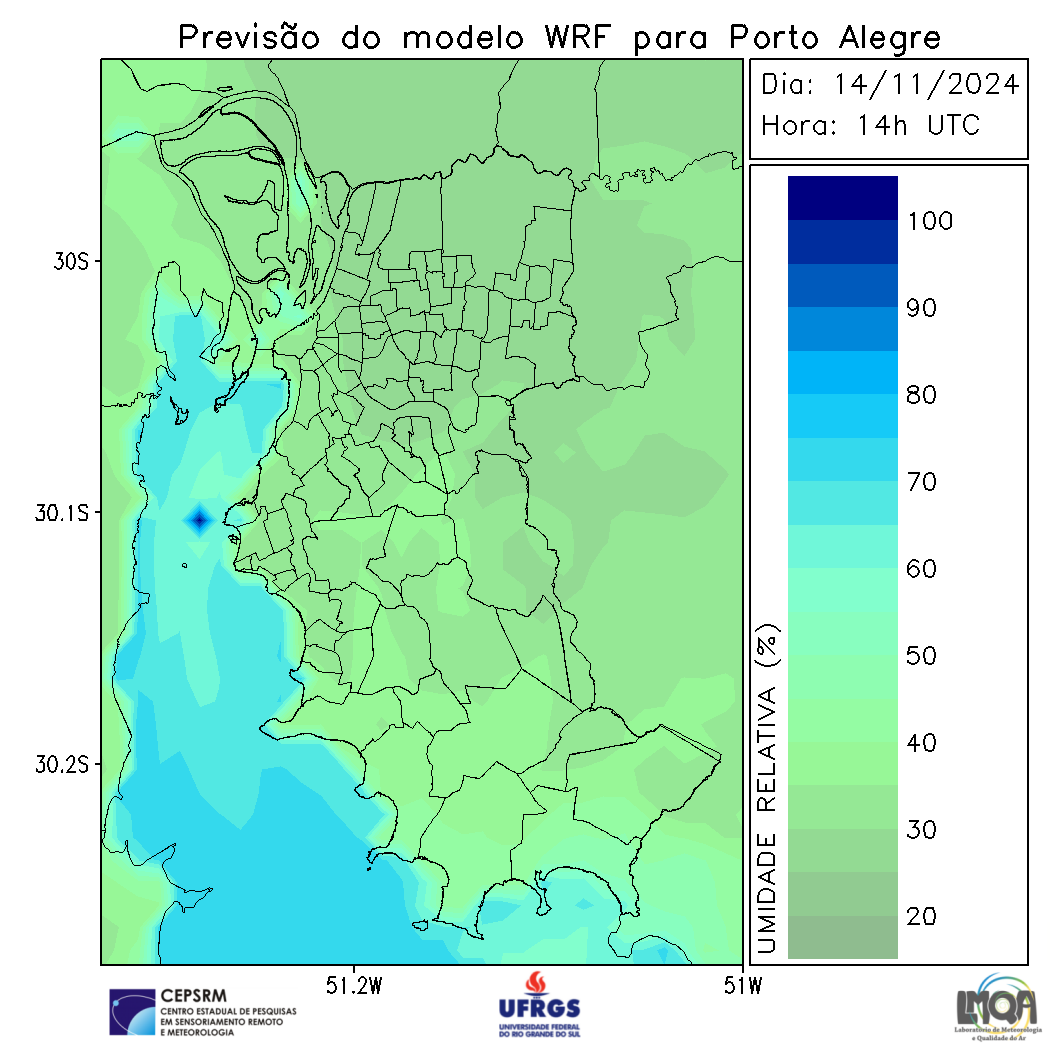 Previsão do modelo WRF para Porto Alegre
Dia: 14/11/2024
Hora: 14h UTC
30S
30.1S
30.2S
51.2W
51W
UMIDADE RELATIVA (%)
100
90
80
70
60
50
40
30
20
CEPSRM
CENTRO ESTADUAL DE PESQUISAS
EM SENSORIAMENTO REMOTO
E METEOROLOGIA
UFRGS
UNIVERSIDADE FEDERAL
DO RIO GRANDE DO SUL
LMQA
Laboratório de Meteorologia
e Qualidade do Ar